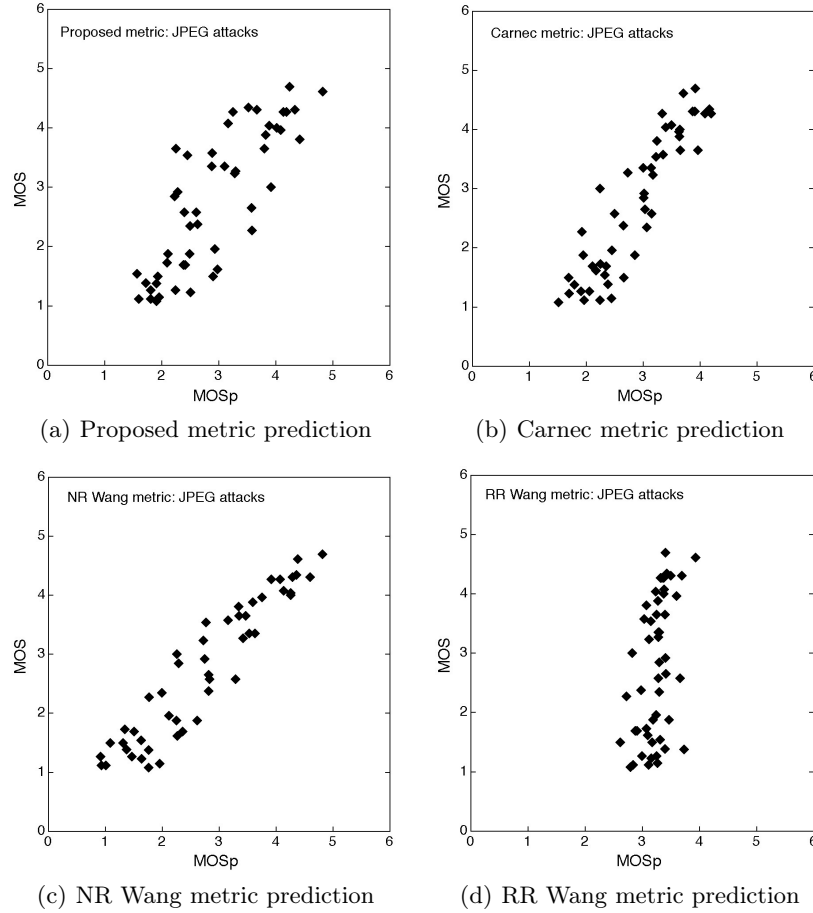 6
5
4
3
2
1
0
Proposed metric: JPEG attacks
MOS
1 2 3 4 5 6
MOSp
(a) Proposed metric prediction
6
5
4
3
2
1
0
Carnec metric: JPEG attacks
MOS
0 1 2 3 4 5 6
MOSp
(b) Carnec metric prediction
6
5
4
3
2
1
0
NR Wang metric: JPEG attacks
MOS
0 1 2 3 4 5 6
MOSp
(c) NR Wang metric prediction
6
5
4
3
2
1
0
RR Wang metric: JPEG attacks
MOS
0 1 2 3 4 5 6
MOSp
(d) RR Wang metric prediction